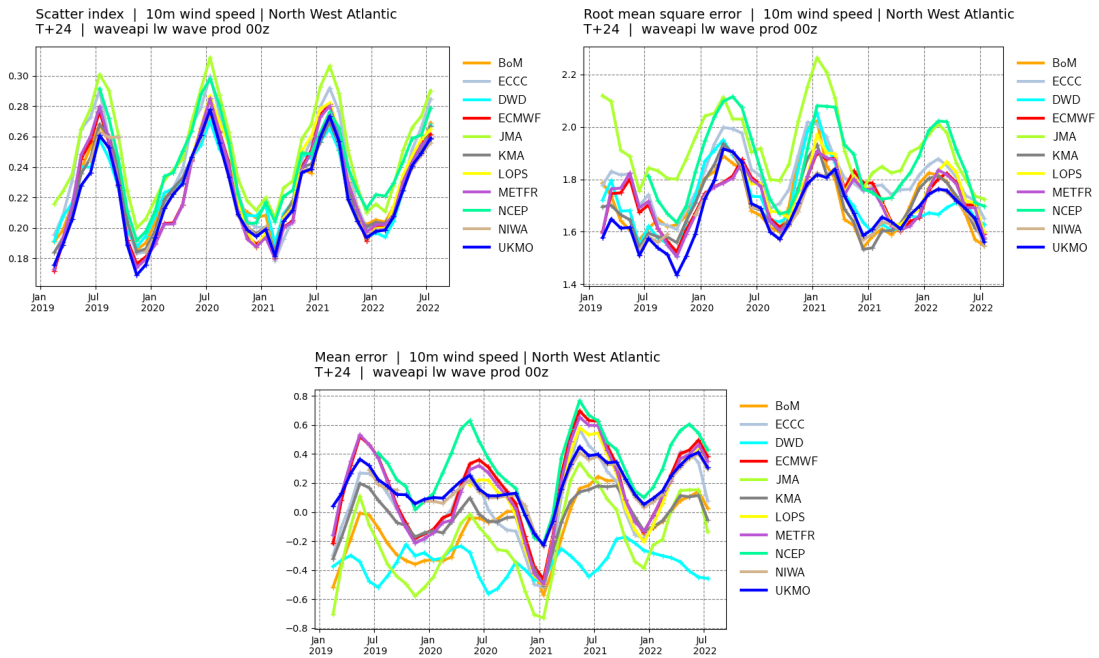 Scatter index | 10m wind speed | North West Atlantic
T+24 | waveapi lw wave prod 00z
0.30
0.28
0.26
0.24
0.22
0.20
0.18
Jan Jul Jan Jul Jan Jul Jan Jul
2019 2019 2020 2020 2021 2021 2022 2022
BoM
ECCC
DWD
ECMWF
JMA
KMA
LOPS
METFR
NCEP
NIWA
UKMO
Root mean square error | 10m wind speed | North West Atlantic
T+24 | waveapi lw wave prod 00z
2.2
2.0
1.8
1.6
1.4
Jan Jul Jan Jul Jan Jul Jan Jul
2019 2019 2020 2020 2021 2021 2022 2022
BoM
ECCC
DWD
ECMWF
JMA
KMA
LOPS
METFR
NCEP
NIWA
UKMO
Mean error | 10m wind speed | North West Atlantic
T+24 | waveapi lw wave prod 00z
0.8
0.6
0.4
0.2
0.0
−0.2
−0.4
−0.6
−0.8
Jan Jul Jan Jul Jan Jul Jan Jul
2019 2019 2020 2020 2021 2021 2022 2022
BoM
ECCC
DWD
ECMWF
JMA
KMA
LOPS
METFR
NCEP
NIWA
UKMO